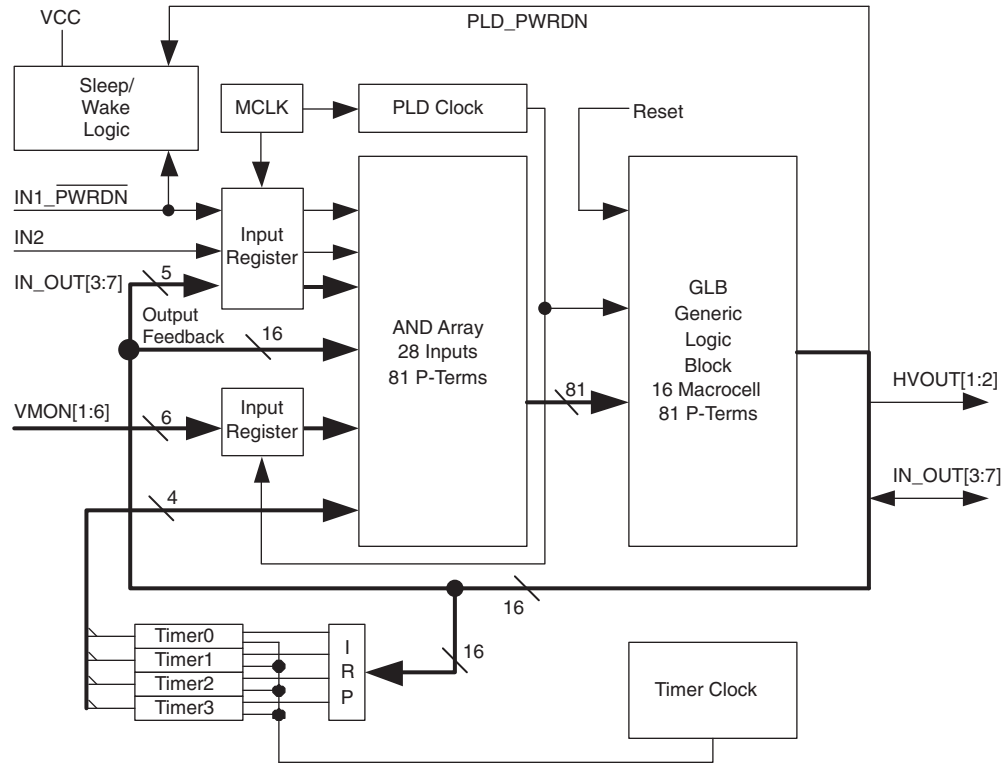 VCC
PLD_PWRDN
Sleep/
Wake
Logic
MCLK
PLD Clock
Reset
IN1_PWRDN
IN2
IN_OUT[3:7]
5
Input
Register
Output
Feedback
16
AND Array
28 Inputs
81 P-Terms
81
GLB
Generic
Logic
Block
16 Macrocell
81 P-Terms
HVOUT[1:2]
VMON[1:6]
6
Input
Register
4
IN_OUT[3:7]
16
16
Timer0
Timer1
Timer2
Timer3
I
R
P
Timer Clock